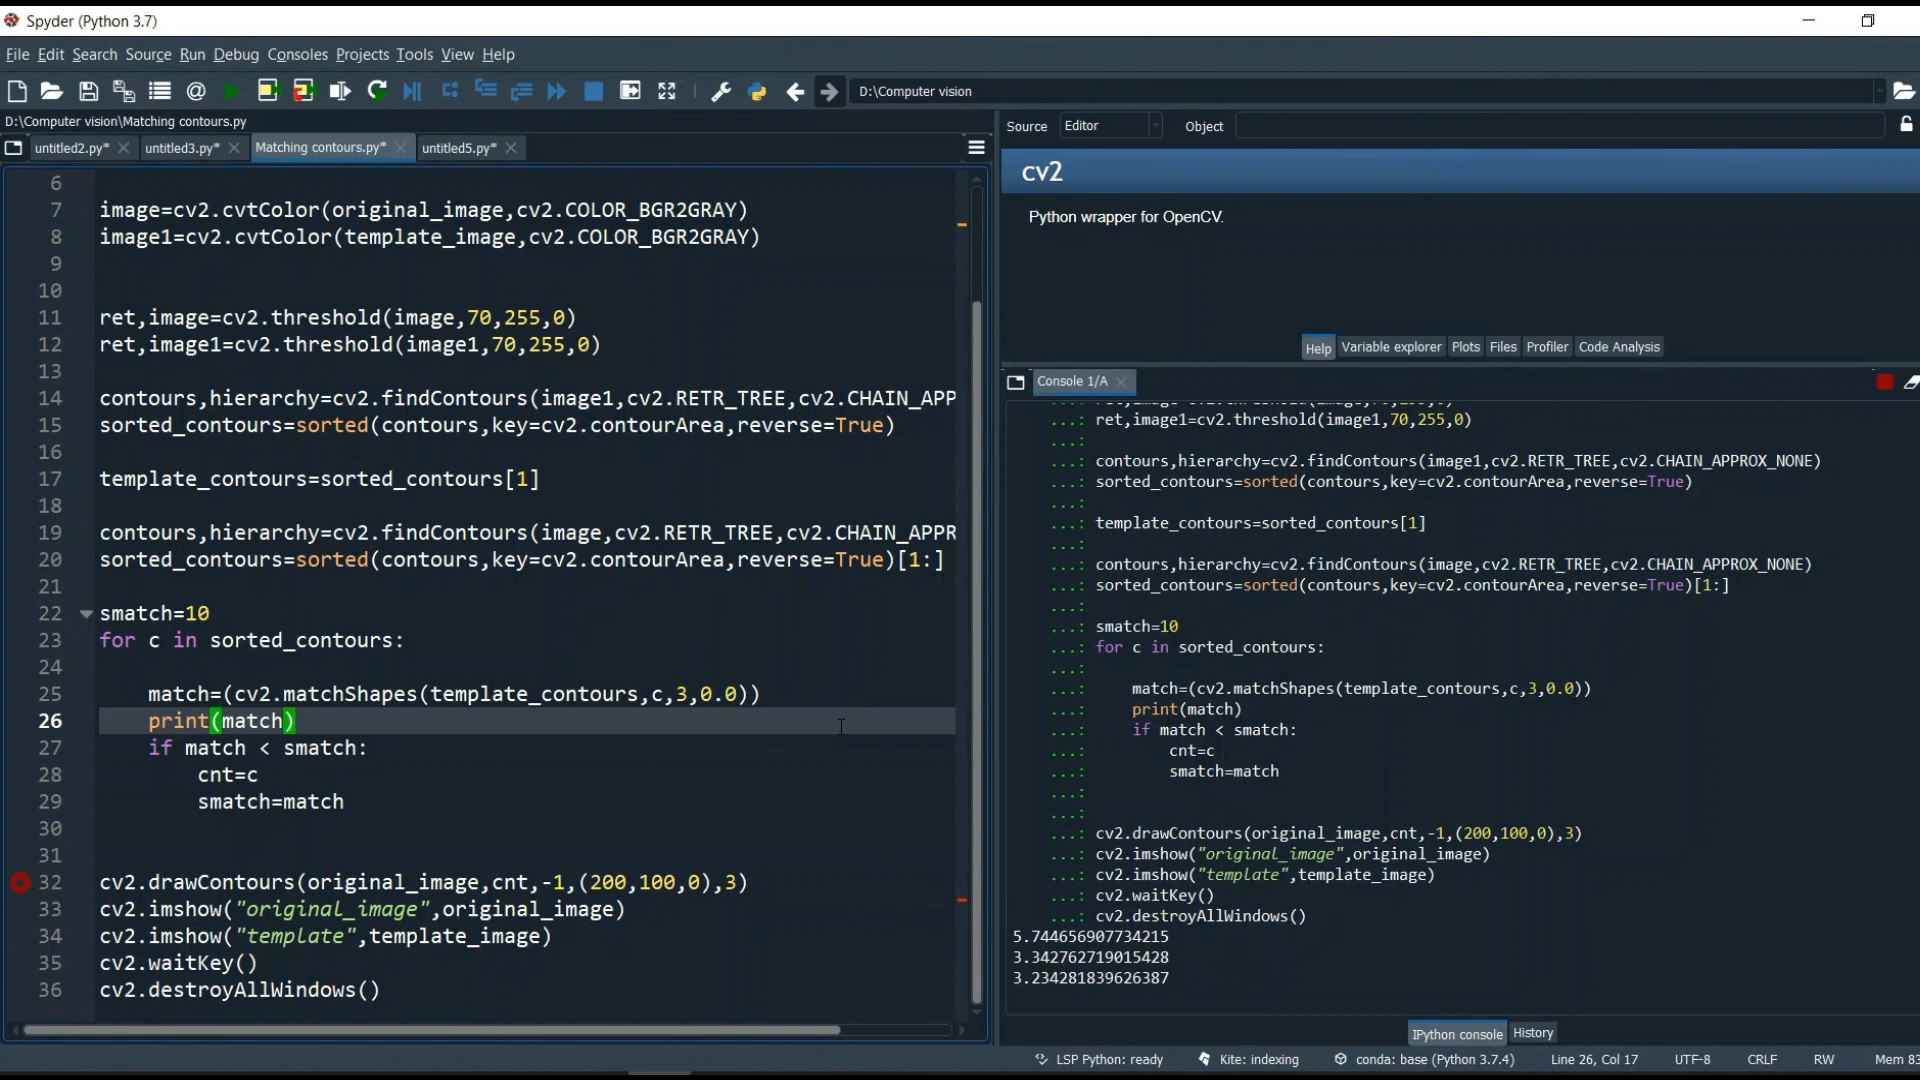 Spyder (Python 3.7)
File Edit Search Source Run Debug Consoles Projects Tools View Help
D:\Computer vision
D:\Computer vision\Matching contours.py
untitled2.py* untitled3.py* Matching contours.py* untitled5.py*
6
7 image=cv2.cvtColor(original_image,cv2.COLOR_BGR2GRAY)
8 image1=cv2.cvtColor(template_image,cv2.COLOR_BGR2GRAY)
9
10
11 ret,image=cv2.threshold(image,70,255,0)
12 ret,image1=cv2.threshold(image1,70,255,0)
13
14 contours,hierarchy=cv2.findContours(image1,cv2.RETR_TREE,cv2.CHAIN_APP
15 sorted_contours=sorted(contours,key=cv2.contourArea,reverse=True)
16
17 template_contours=sorted_contours[1]
18
19 contours,hierarchy=cv2.findContours(image,cv2.RETR_TREE,cv2.CHAIN_APPR
20 sorted_contours=sorted(contours,key=cv2.contourArea,reverse=True)[1:]
21
22 smatch=10
23 for c in sorted_contours:
24
25 match=(cv2.matchShapes(template_contours,c,3,0.0))
26 print(match)
27 if match < smatch:
28 cnt=c
29 smatch=match
30
31
32 cv2.drawContours(original_image,cnt,-1,(200,100,0),3)
33 cv2.imshow("original_image",original_image)
34 cv2.imshow("template",template_image)
35 cv2.waitKey()
36 cv2.destroyAllWindows()
Source Editor Object
cv2
Python wrapper for OpenCV.
Help Variable explorer Plots Files Profiler Code Analysis
Console 1/A
...: ret,image1=cv2.threshold(image1,70,255,0)
...:
...: contours,hierarchy=cv2.findContours(image1,cv2.RETR_TREE,cv2.CHAIN_APPROX_NONE)
...: sorted_contours=sorted(contours,key=cv2.contourArea,reverse=True)
...:
...: template_contours=sorted_contours[1]
...:
...: contours,hierarchy=cv2.findContours(image,cv2.RETR_TREE,cv2.CHAIN_APPROX_NONE)
...: sorted_contours=sorted(contours,key=cv2.contourArea,reverse=True)[1:]
...:
...: smatch=10
...: for c in sorted_contours:
...:
...: match=(cv2.matchShapes(template_contours,c,3,0.0))
...: print(match)
...: if match < smatch:
...: cnt=c
...: smatch=match
...:
...:
...: cv2.drawContours(original_image,cnt,-1,(200,100,0),3)
...: cv2.imshow("original_image",original_image)
...: cv2.imshow("template",template_image)
...: cv2.waitKey()
...: cv2.destroyAllWindows()
5.744656907734215
3.342762719015428
3.234281839626387
IPython console History
LSP Python: ready Kite: indexing conda: base (Python 3.7.4) Line 26, Col 17 UTF-8 CRLF RW Mem 83